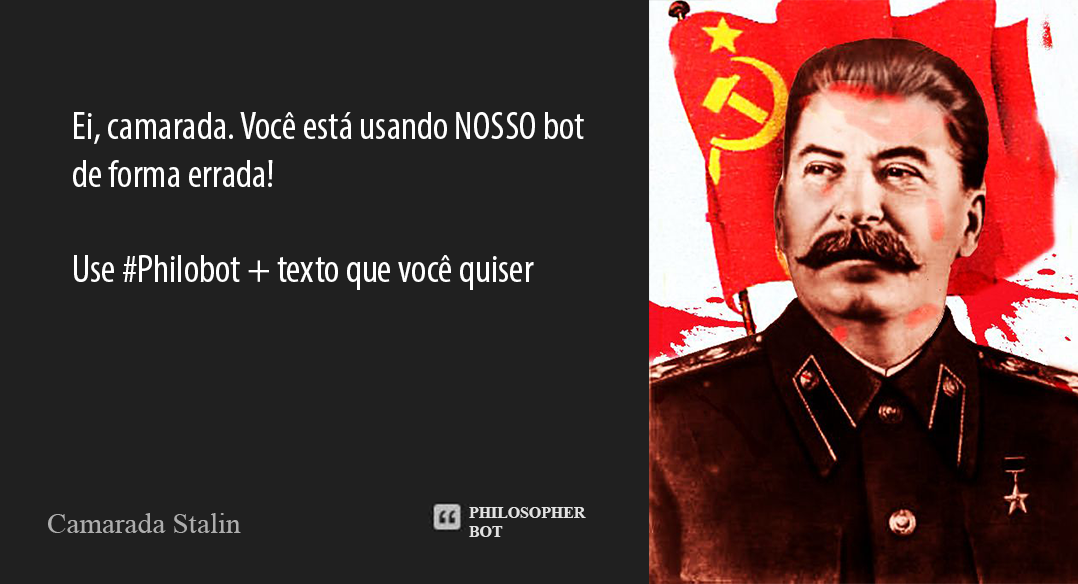 Ei, camarada. Você está usando NOSSO bot
de forma errada!
Use #Philobot + texto que você quiser
Camarada Stalin
PHILOSOPHER
BOT